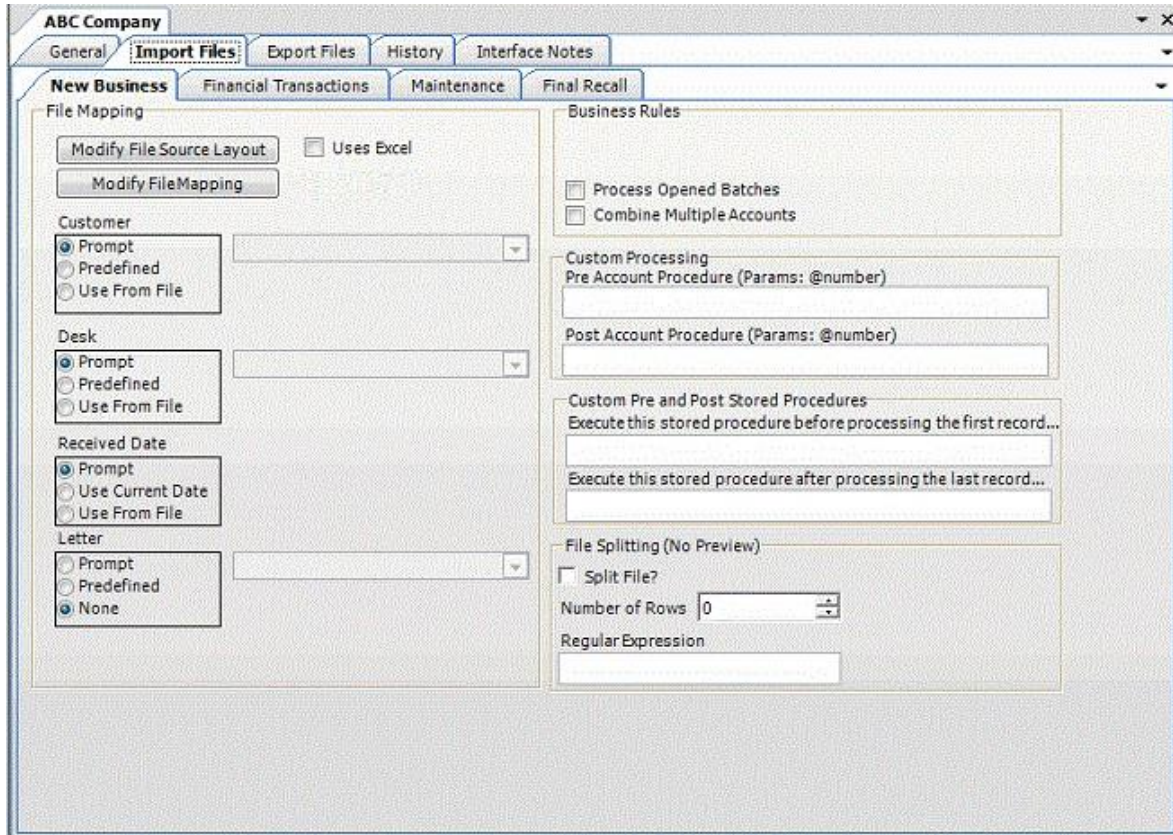 ABC Company
General Import Files Export Files History Interface Notes
New Business Financial Transactions Maintenance Final Recall
File Mapping
Modify File Source Layout
Uses Excel
Modify FileMapping
Customer
Prompt
Predefined
Use From File
Desk
Prompt
Predefined
Use From File
Received Date
Prompt
Use Current Date
Use From File
Letter
Prompt
Predefined
None
Business Rules
Process Opened Batches
Combine Multiple Accounts
Custom Processing
Pre Account Procedure (Params: @number)
Post Account Procedure (Params: @number)
Custom Pre and Post Stored Procedures
Execute this stored procedure before processing the first record...
Execute this stored procedure after processing the last record...
File Splitting (No Preview)
Split File?
Number of Rows 0
Regular Expression